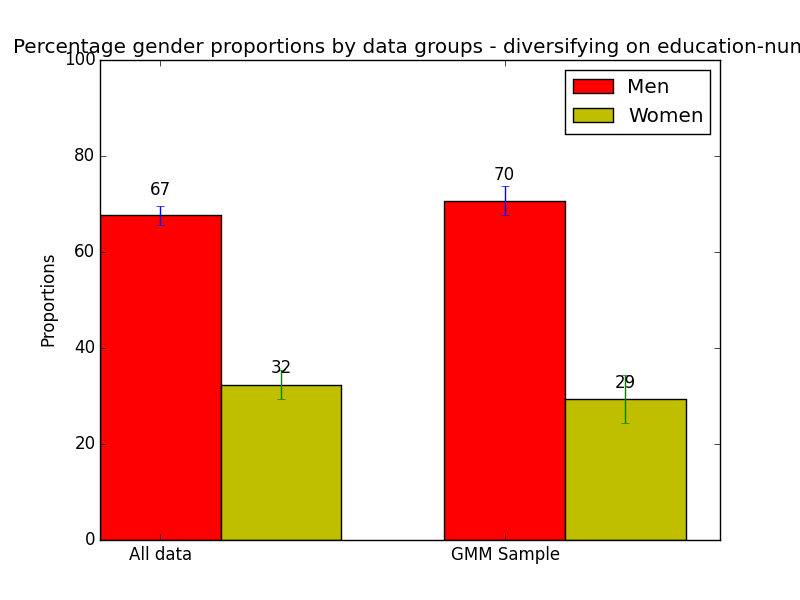 Percentage gender proportions by data groups - diversifying on education-num
100
80
60
40
20
0
Proportions
Men
Women
67
32
70
29
All data
GMM Sample